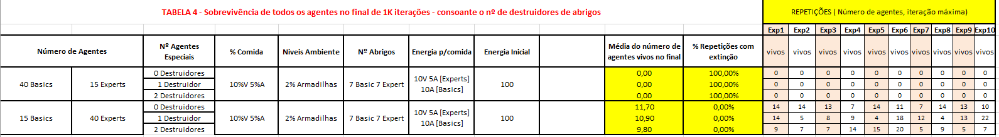 TABELA 4 - Sobrevivência de todos os agentes no final de 1K iterações - consoante o nº de destruidores de abrigos
REPETIÇÕES ( Número de agentes, iteração máxima)
Exp1 Exp2 Exp3 Exp4 Exp5 Exp6 Exp7 Exp8 Exp9 Exp10
Número de Agentes
Nº Agentes
Especiais
% Comida
Niveis Ambiente
Nº Abrigos
Energia p/comida
Energia Inicial
Média do número de
agentes vivos no final
% Repetições com
extinção
vivos vivos vivos vivos vivos vivos vivos vivos vivos vivos
40 Basics
15 Experts
0 Destruidores
1 Destruidor
2 Destruidores
10%V 5%A
2% Armadilhas
7 Basic 7 Expert
10V 5A [Experts]
10A [Basics]
100
0,00 100,00% 0 0 0 0 0 0 0 0 0 0
0,00 100,00% 0 0 0 0 0 0 0 0 0 0
0,00 100,00% 0 0 0 0 0 0 0 0 0 0
15 Basics
40 Experts
0 Destruidores
1 Destruidor
2 Destruidores
10%V 5%A
2% Armadilhas
7 Basic 7 Expert
10V 5A [Experts]
10A [Basics]
100
11,70 0,00% 14 14 13 7 14 11 7 14 13 10
10,90 0,00% 14 5 8 9 4 18 12 4 13 22
9,80 0,00% 9 7 7 14 15 20 5 9 5 7